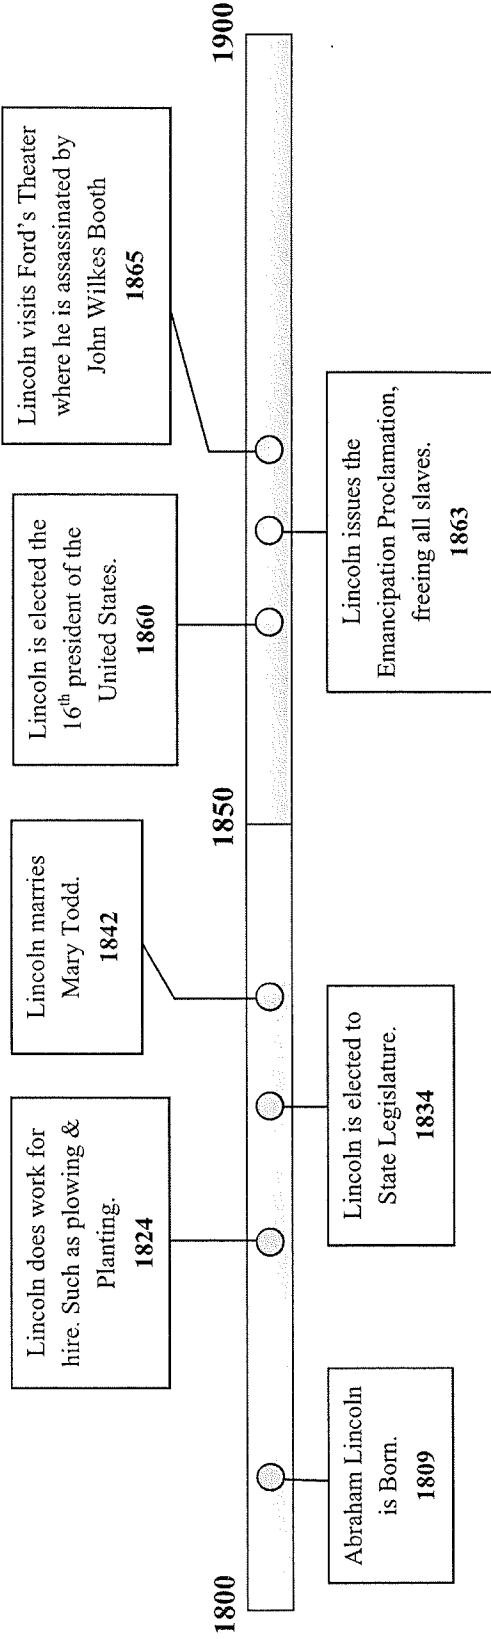 Lincoln does work for
hire. Such as plowing &
Planting.
1824
Lincoln marries
Mary Todd.
1842
Lincoln is elected the
16th president of the
United States.
1860
Lincoln visits Ford's Theater
where he is assassinated by
John Wilkes Booth
1865
1800
1850
1900
Abraham Lincoln
is Born.
1809
Lincoln is elected to
State Legislature.
1834
Lincoln issues the
Emancipation Proclamation,
freeing all slaves.
1863